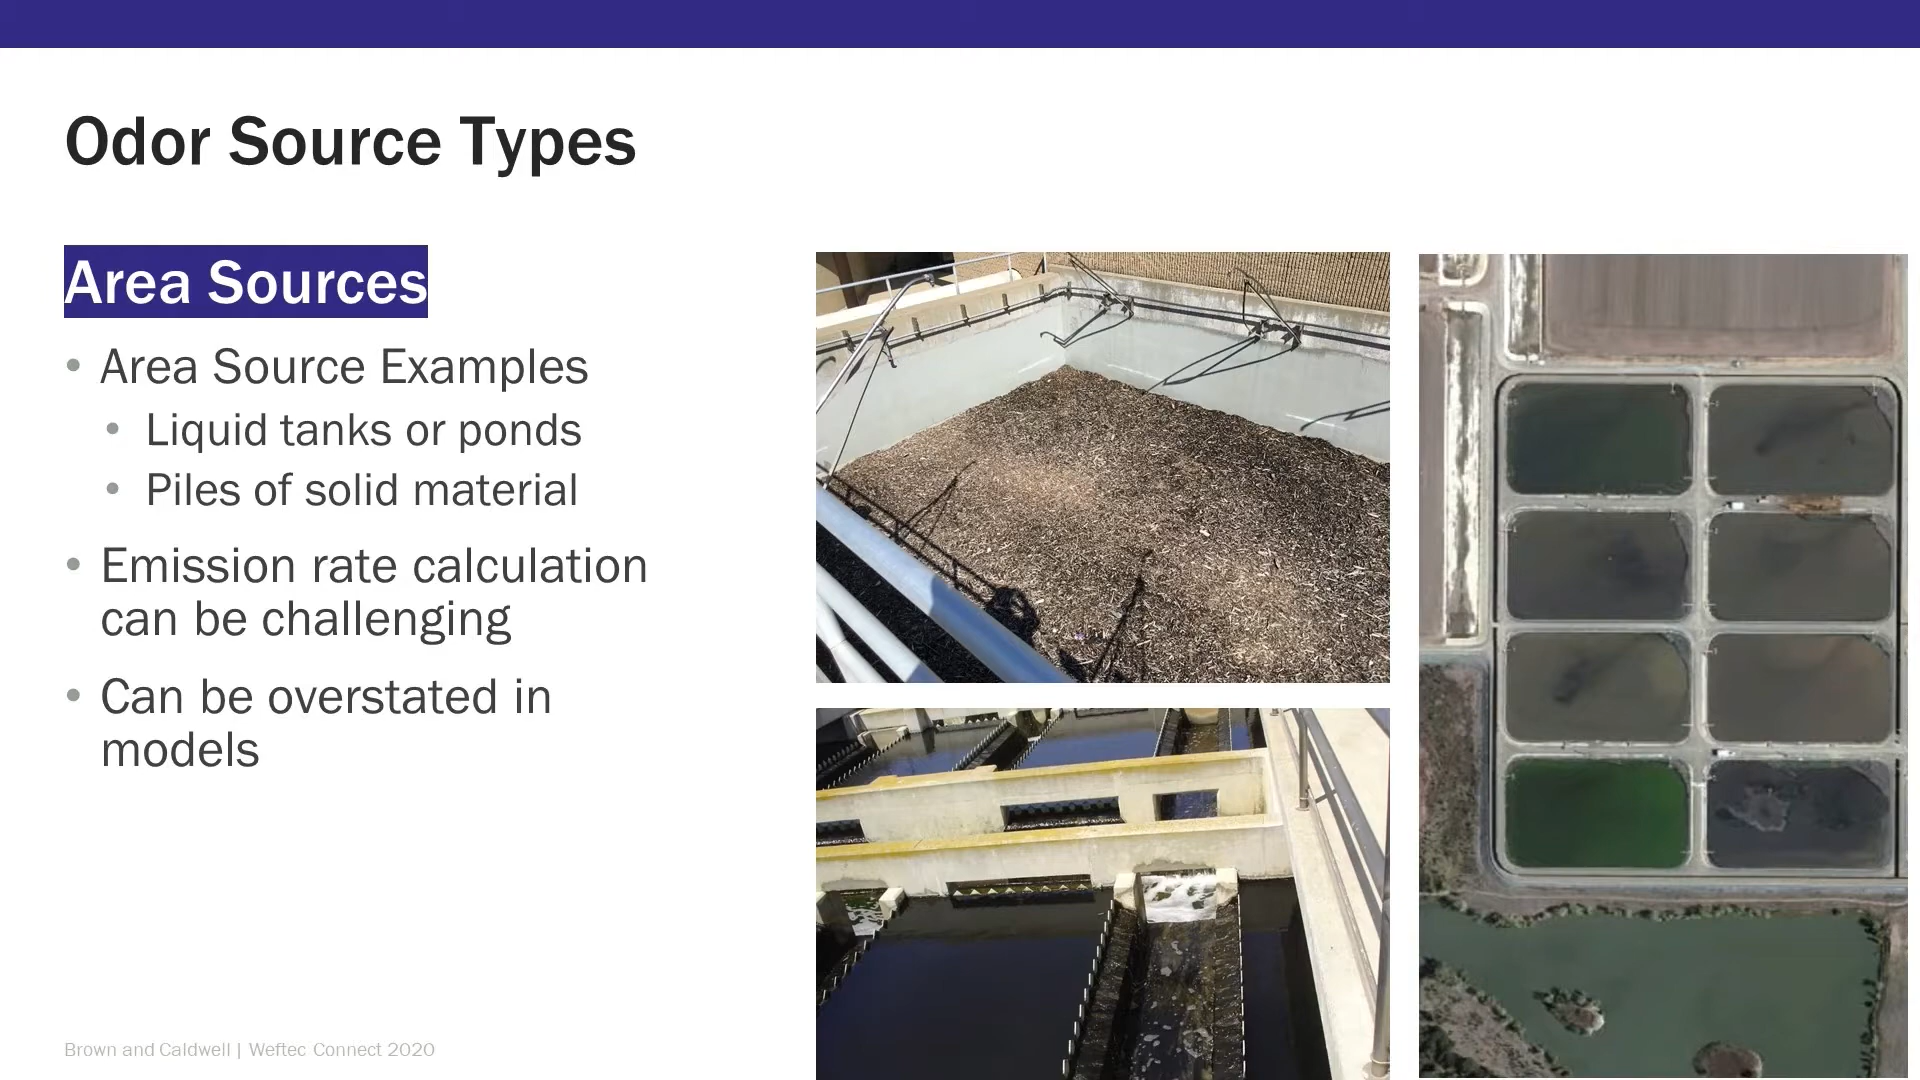 Odor Source Types
Area Sources
• Area Source Examples
• Liquid tanks or ponds
• Piles of solid material
• Emission rate calculation
can be challenging
• Can be overstated in
models
Brown and Caldwell | Weftec Connect 2020